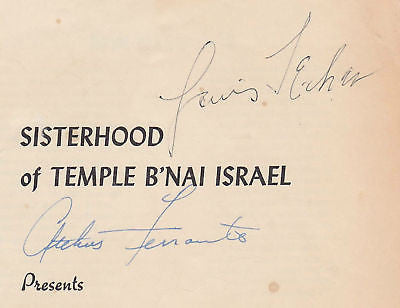 Louis Teicher
SISTERHOOD
of TEMPLE B'NAI ISRAEL
Arthur Ferrante
Presents